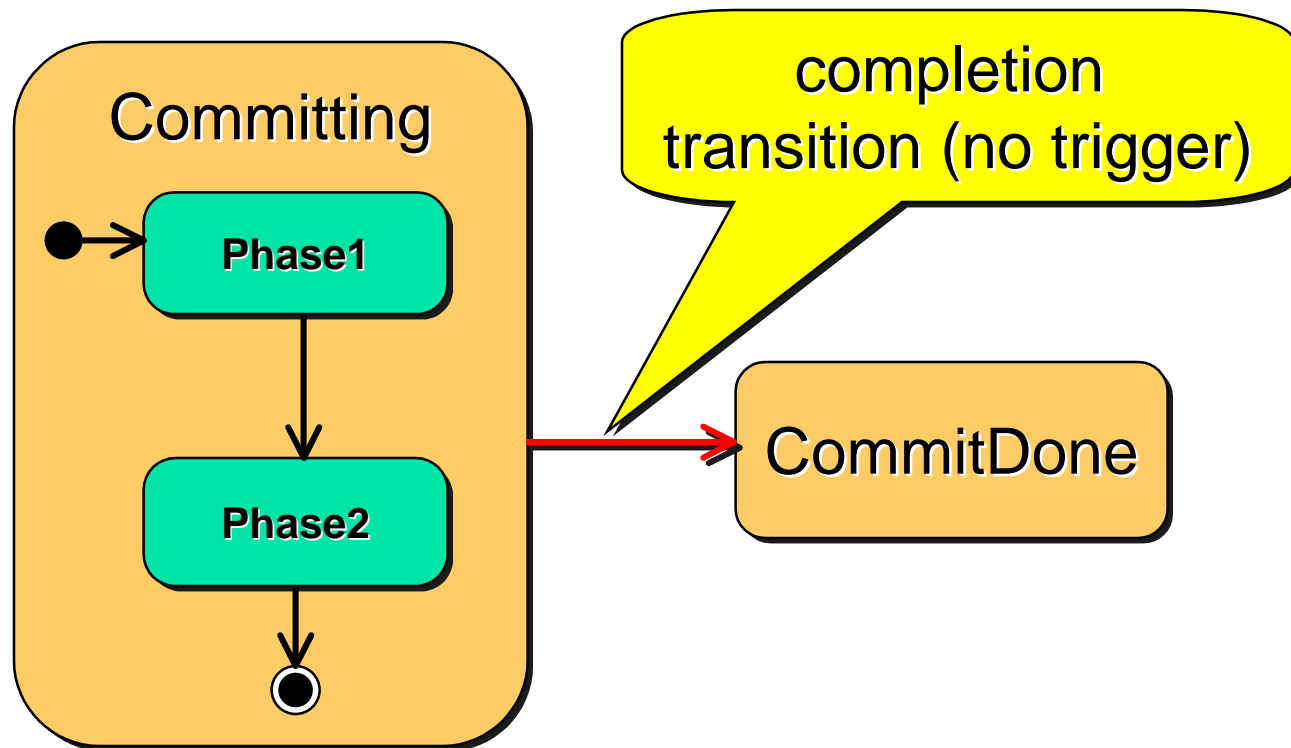 Committing
Phase1
Phase2
completion
transition (no trigger)
CommitDone